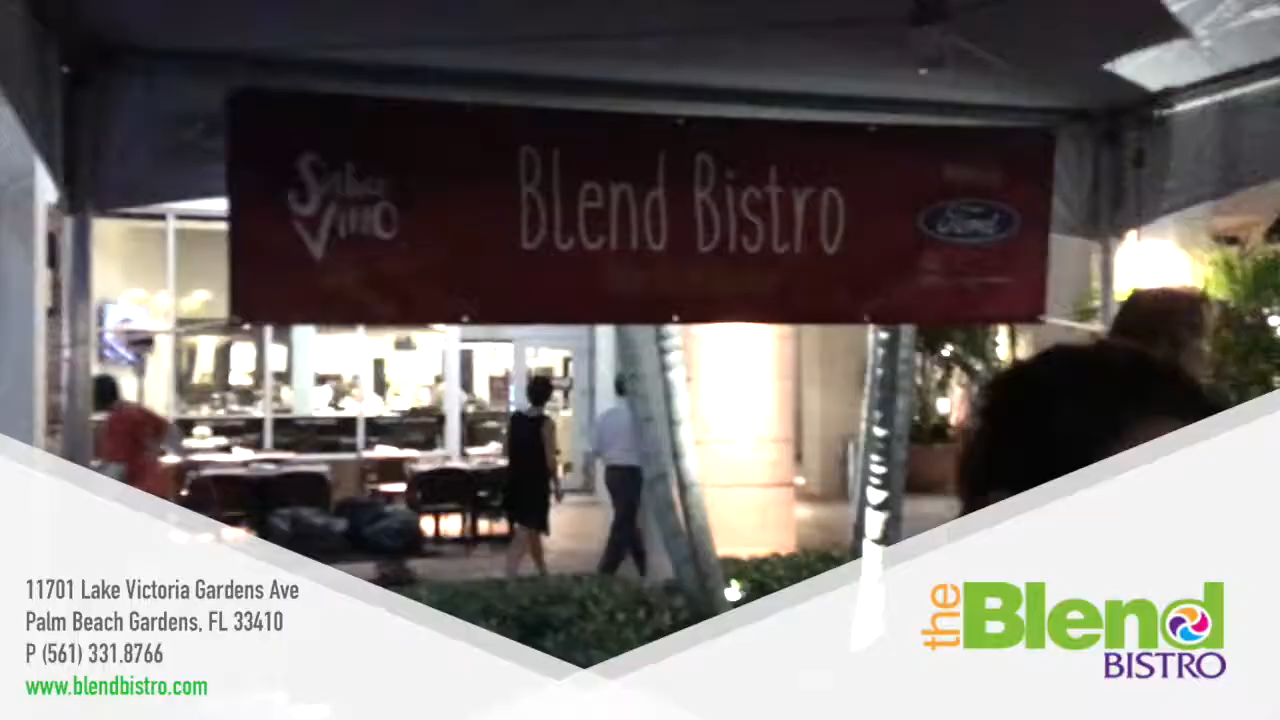 Vino
Blend Bistro
Ford
11701 Lake Victoria Gardens Ave
Palm Beach Gardens, FL 33410
P (561) 331.8766
www.blendbistro.com
the Blend
BISTRO